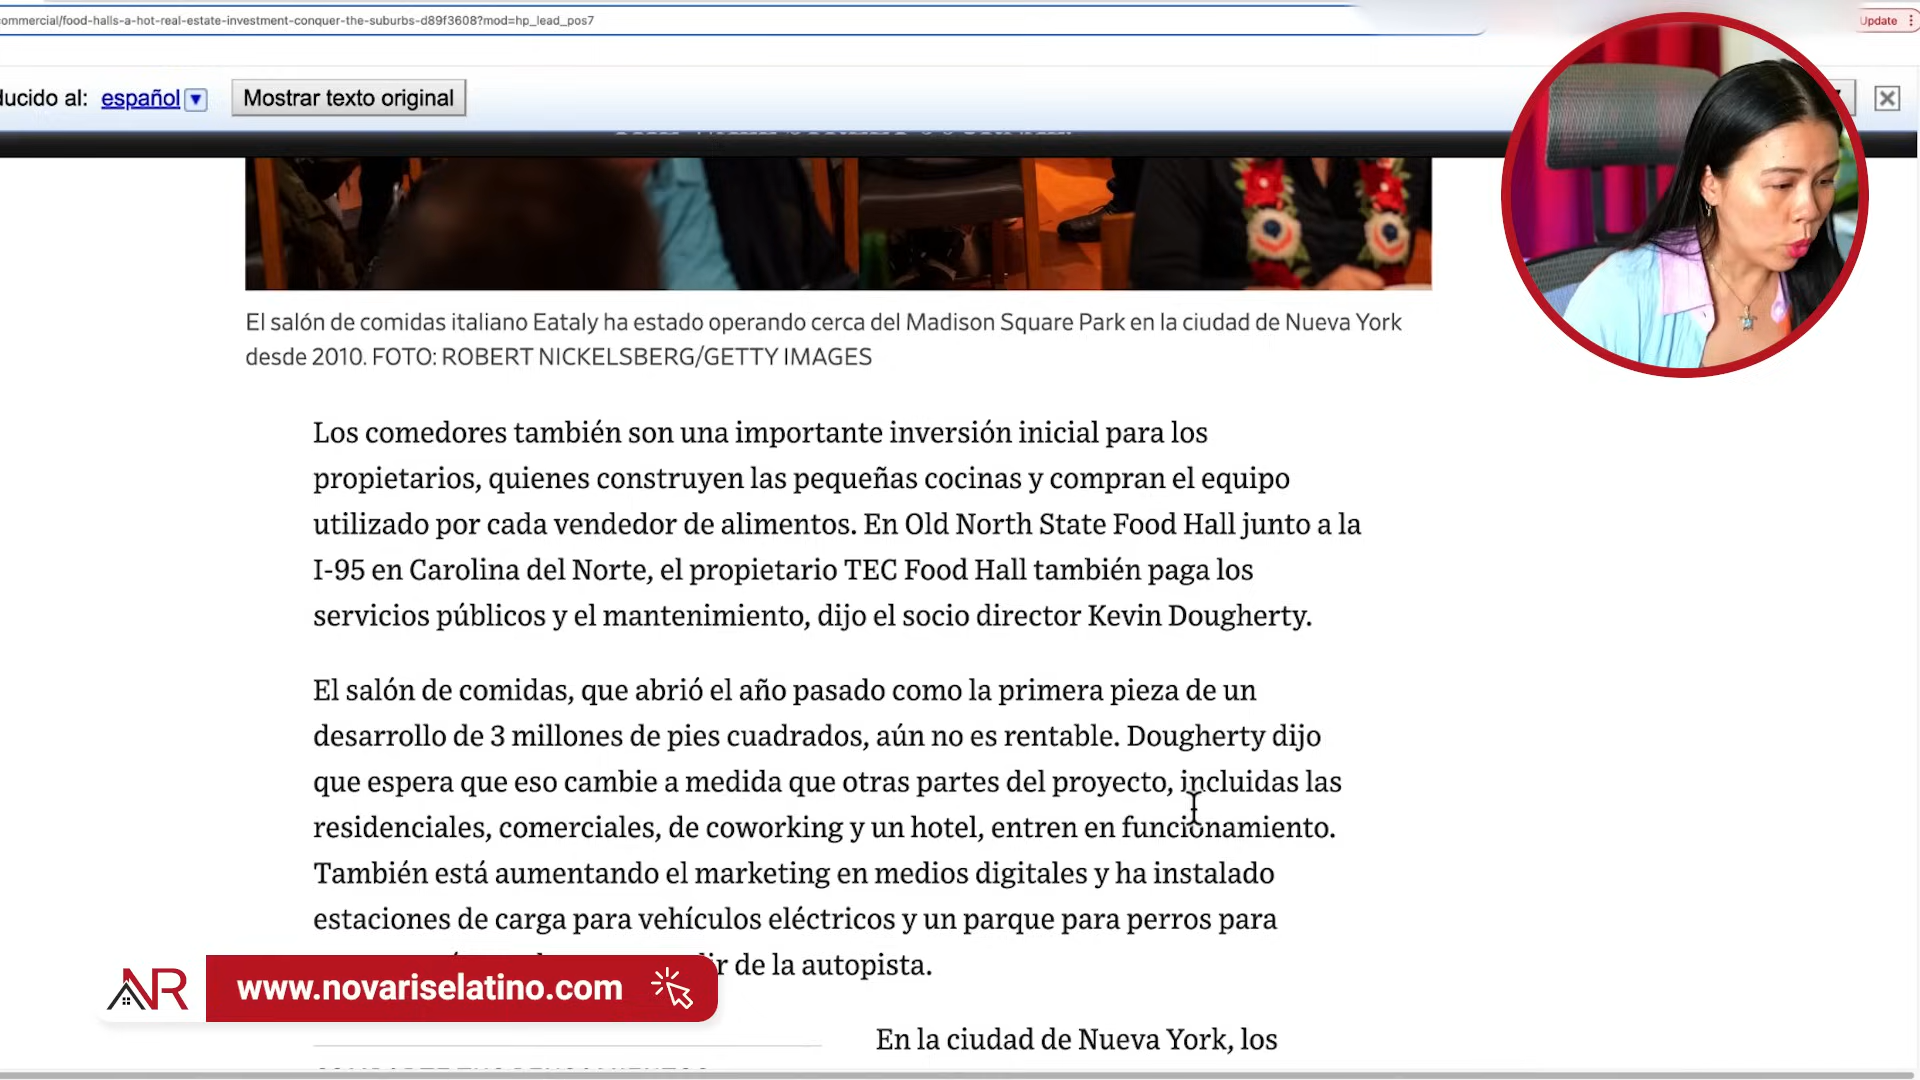 ommercial/food-halls-a-hot-real-estate-investment-conquer-the-suburbs-d89f3608?mod=hp_lead_pos7
Update
ducido al: español
Mostrar texto original
El salón de comidas italiano Eataly ha estado operando cerca del Madison Square Park en la ciudad de Nueva York
desde 2010. FOTO: ROBERT NICKELSBERG/GETTY IMAGES
Los comedores también son una importante inversión inicial para los
propietarios, quienes construyen las pequeñas cocinas y compran el equipo
utilizado por cada vendedor de alimentos. En Old North State Food Hall junto a la
I-95 en Carolina del Norte, el propietario TEC Food Hall también paga los
servicios públicos y el mantenimiento, dijo el socio director Kevin Dougherty.
El salón de comidas, que abrió el año pasado como la primera pieza de un
desarrollo de 3 millones de pies cuadrados, aún no es rentable. Dougherty dijo
que espera que eso cambie a medida que otras partes del proyecto, incluidas las
residenciales, comerciales, de coworking y un hotel, entren en funcionamiento.
También está aumentando el marketing en medios digitales y ha instalado
estaciones de carga para vehículos eléctricos y un parque para perros para
de la autopista.
NR
www.novariselatino.com
En la ciudad de Nueva York, los